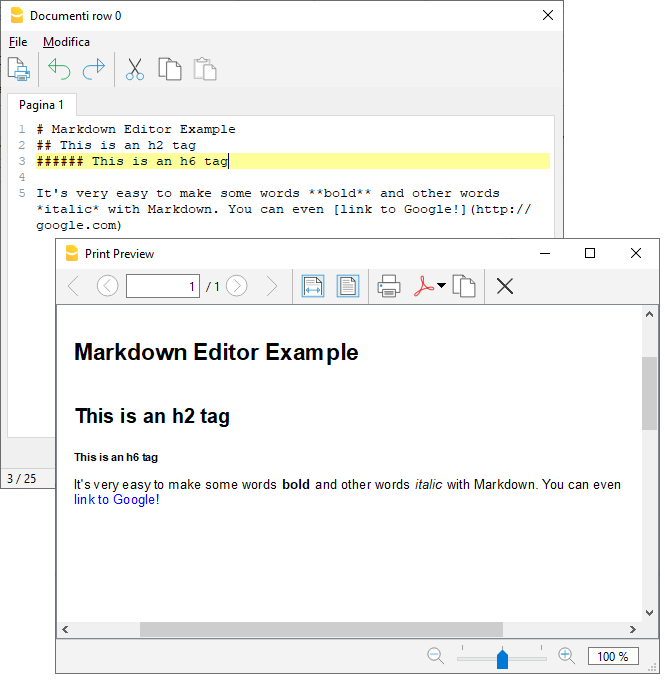 Documenti row 0
File Modifica
Pagina 1
1 # Markdown Editor Example
2 ## This is an h2 tag
3 ###### This is an h6 tag
4
5 It's very easy to make some words **bold** and other words
*italic* with Markdown. You can even [link to Google!](http://
google.com)
3 / 25
Print Preview
1 / 1
Markdown Editor Example
This is an h2 tag
This is an h6 tag
It's very easy to make some words bold and other words italic with Markdown. You can even
link to Google!
100 %